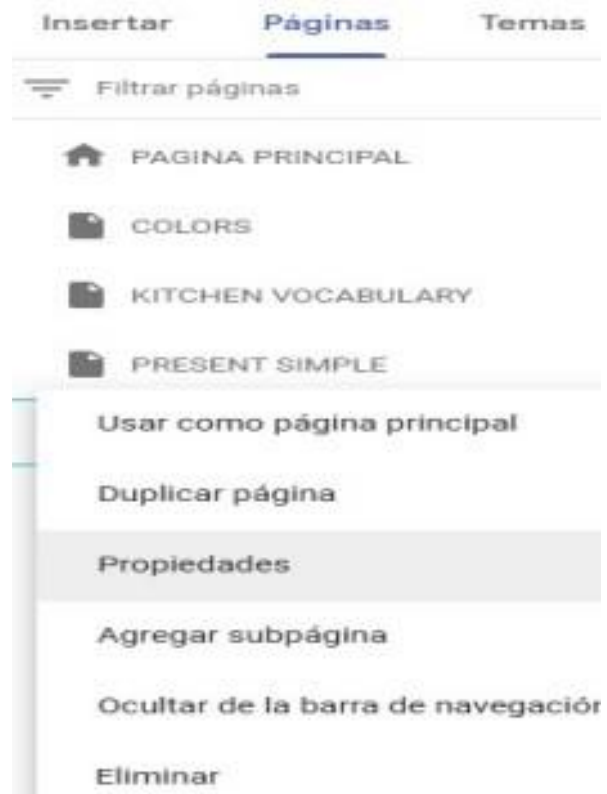 Insertar Páginas Temas
Filtrar páginas
PAGINA PRINCIPAL
COLORS
KITCHEN VOCABULARY
PRESENT SIMPLE
Usar como página principal
Duplicar página
Propiedades
Agregar subpágina
Ocultar de la barra de navegación
Eliminar